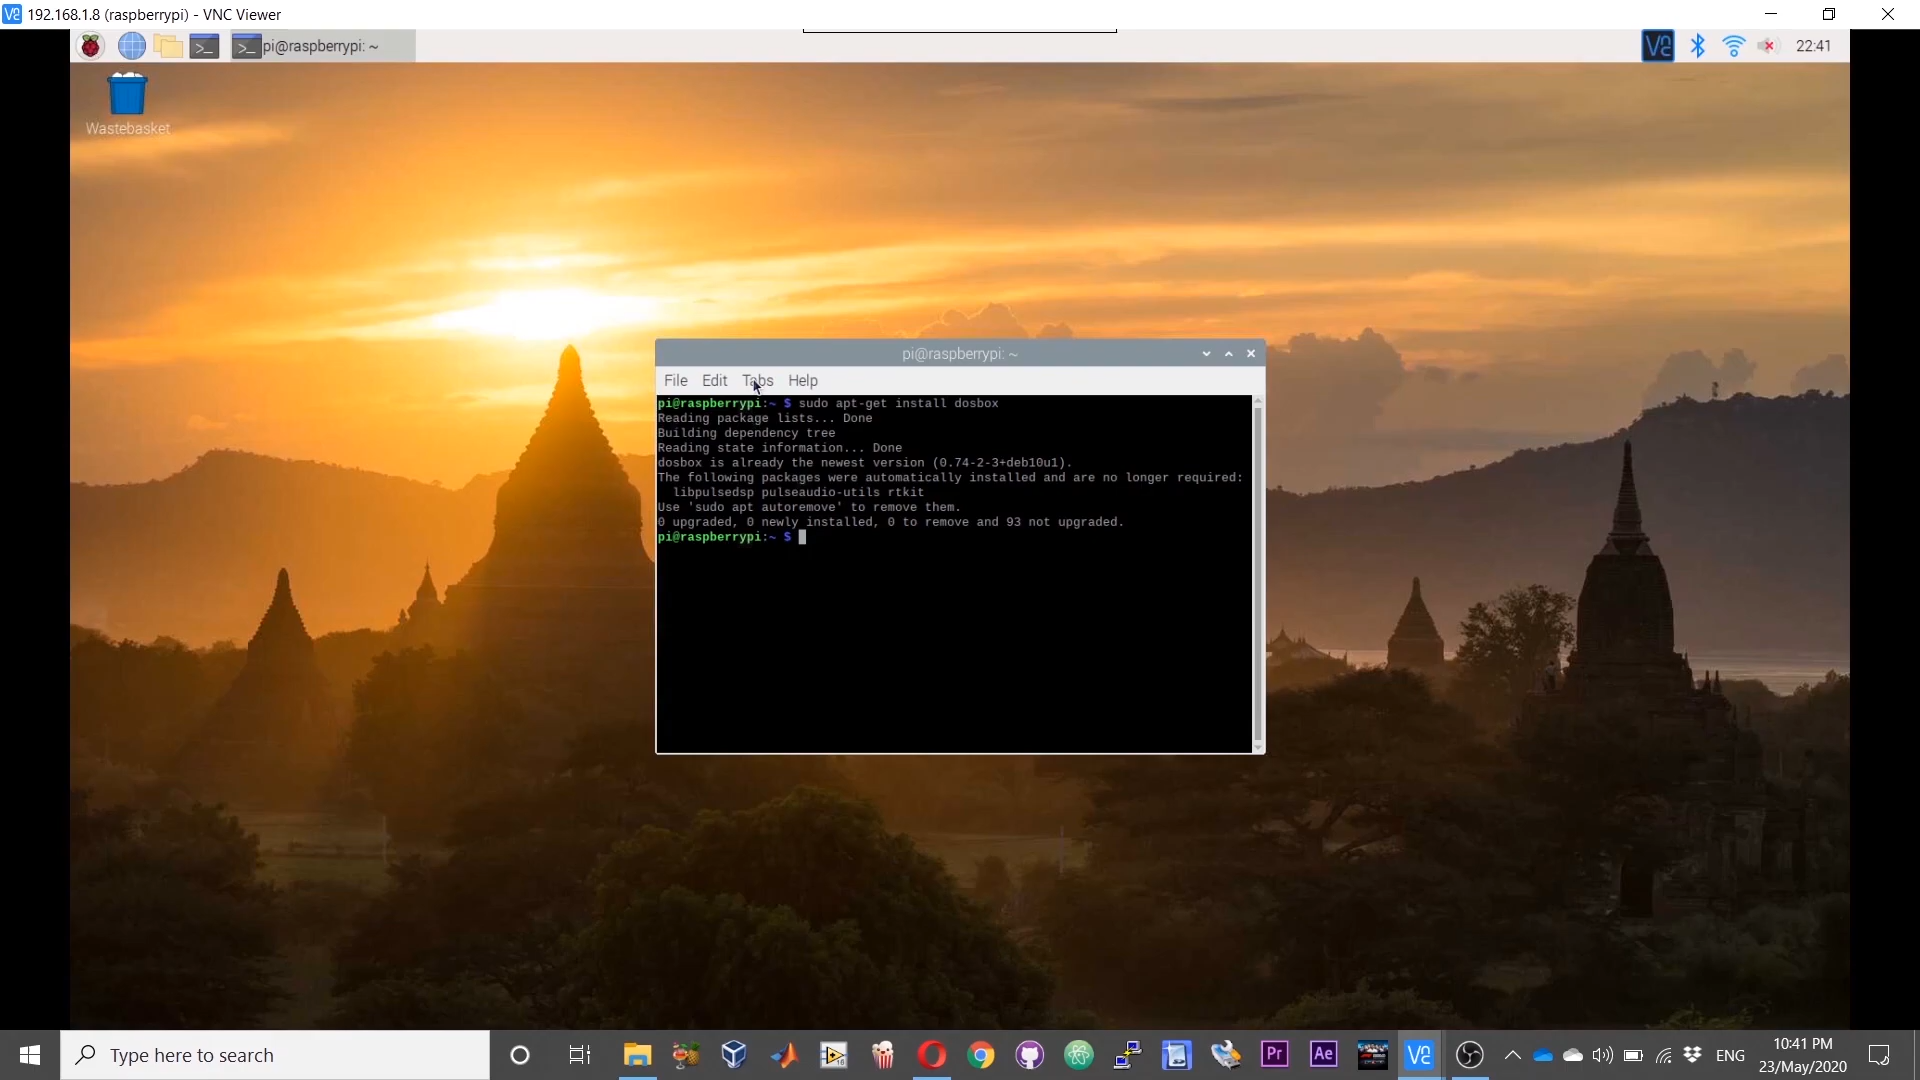 192.168.1.8 (raspberrypi) - VNC Viewer
pi@raspberrypi: ~
22:41
Wastebasket
pi@raspberrypi: ~
File Edit Tabs Help
pi@raspberrypi:~ $ sudo apt-get install dosbox
Reading package lists... Done
Building dependency tree
Reading state information... Done
dosbox is already the newest version (0.74-2-3+deb10u1).
The following packages were automatically installed and are no longer required:
libpulsedsp pulseaudio-utils rtkit
Use 'sudo apt autoremove' to remove them.
0 upgraded, 0 newly installed, 0 to remove and 93 not upgraded.
pi@raspberrypi:~ $
Type here to search
Pr
Ae
ENG
10:41 PM
23/May/2020